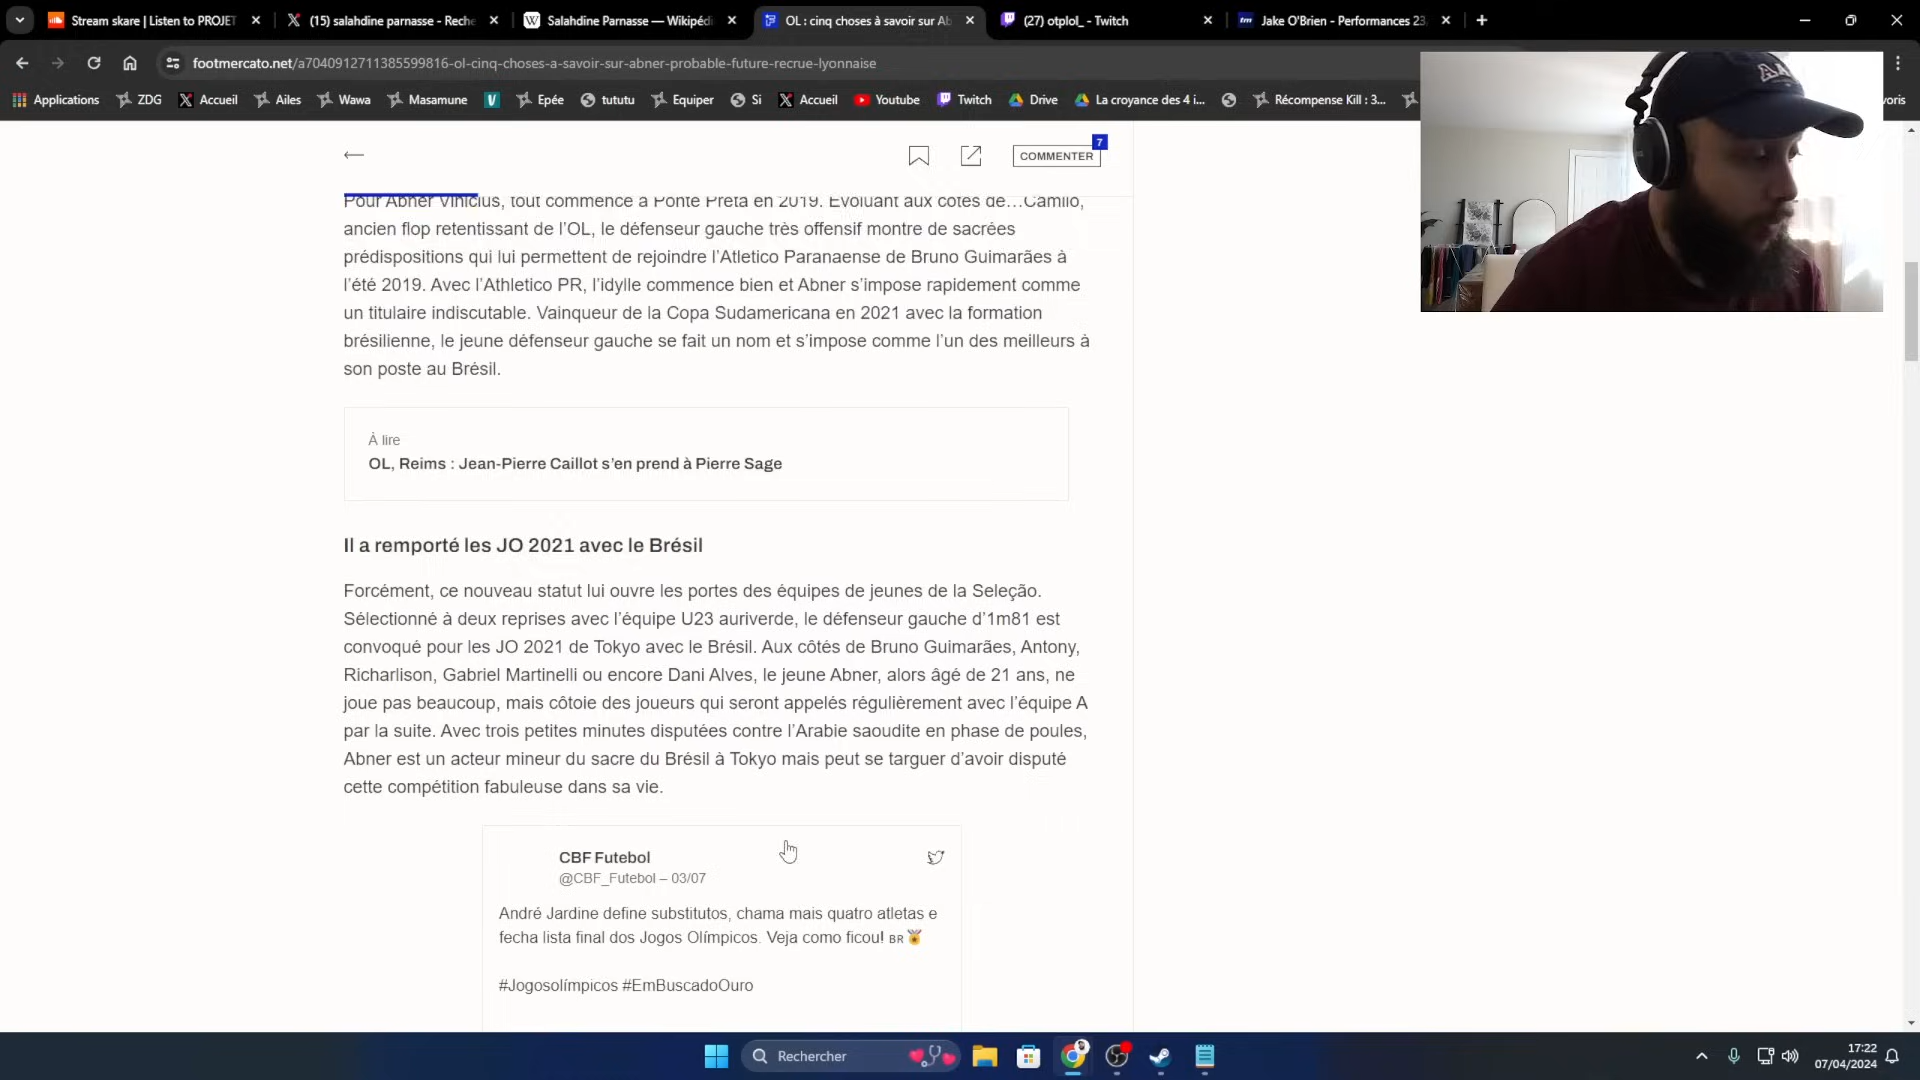 Stream skare | Listen to PROJET
(15) salahdine parnasse - Reche
Salahdine Parnasse — Wikipédi
OL : cinq choses à savoir sur Ab
(27) otplol_ - Twitch
Jake O'Brien - Performances 23
footmercato.net/a7040912711385599816-ol-cinq-choses-a-savoir-sur-abner-probable-future-recrue-lyonnaise
Applications ZDG Accueil Ailes Wawa Masamune Epée tututu Equiper Si Accueil Youtube Twitch Drive La croyance des 4 i... Récompense Kill : 3... voris
7
COMMENTER
Pour Abner Vinicius, tout commence à Ponte Preta en 2019. Évoluant aux côtés de…Camilo,
ancien flop retentissant de l’OL, le défenseur gauche très offensif montre de sacrées
prédispositions qui lui permettent de rejoindre l’Atletico Paranaense de Bruno Guimarães à
l’été 2019. Avec l’Athletico PR, l’idylle commence bien et Abner s’impose rapidement comme
un titulaire indiscutable. Vainqueur de la Copa Sudamericana en 2021 avec la formation
brésilienne, le jeune défenseur gauche se fait un nom et s’impose comme l’un des meilleurs à
son poste au Brésil.
À lire
OL, Reims : Jean-Pierre Caillot s’en prend à Pierre Sage
Il a remporté les JO 2021 avec le Brésil
Forcément, ce nouveau statut lui ouvre les portes des équipes de jeunes de la Seleção.
Sélectionné à deux reprises avec l’équipe U23 auriverde, le défenseur gauche d’1m81 est
convoqué pour les JO 2021 de Tokyo avec le Brésil. Aux côtés de Bruno Guimarães, Antony,
Richarlison, Gabriel Martinelli ou encore Dani Alves, le jeune Abner, alors âgé de 21 ans, ne
joue pas beaucoup, mais côtoie des joueurs qui seront appelés régulièrement avec l’équipe A
par la suite. Avec trois petites minutes disputées contre l’Arabie saoudite en phase de poules,
Abner est un acteur mineur du sacre du Brésil à Tokyo mais peut se targuer d’avoir disputé
cette compétition fabuleuse dans sa vie.
CBF Futebol
@CBF_Futebol – 03/07
André Jardine define substitutos, chama mais quatro atletas e
fecha lista final dos Jogos Olímpicos. Veja como ficou! BR🏅
#Jogosolímpicos #EmBuscadoOuro
Rechercher
17:22
07/04/2024